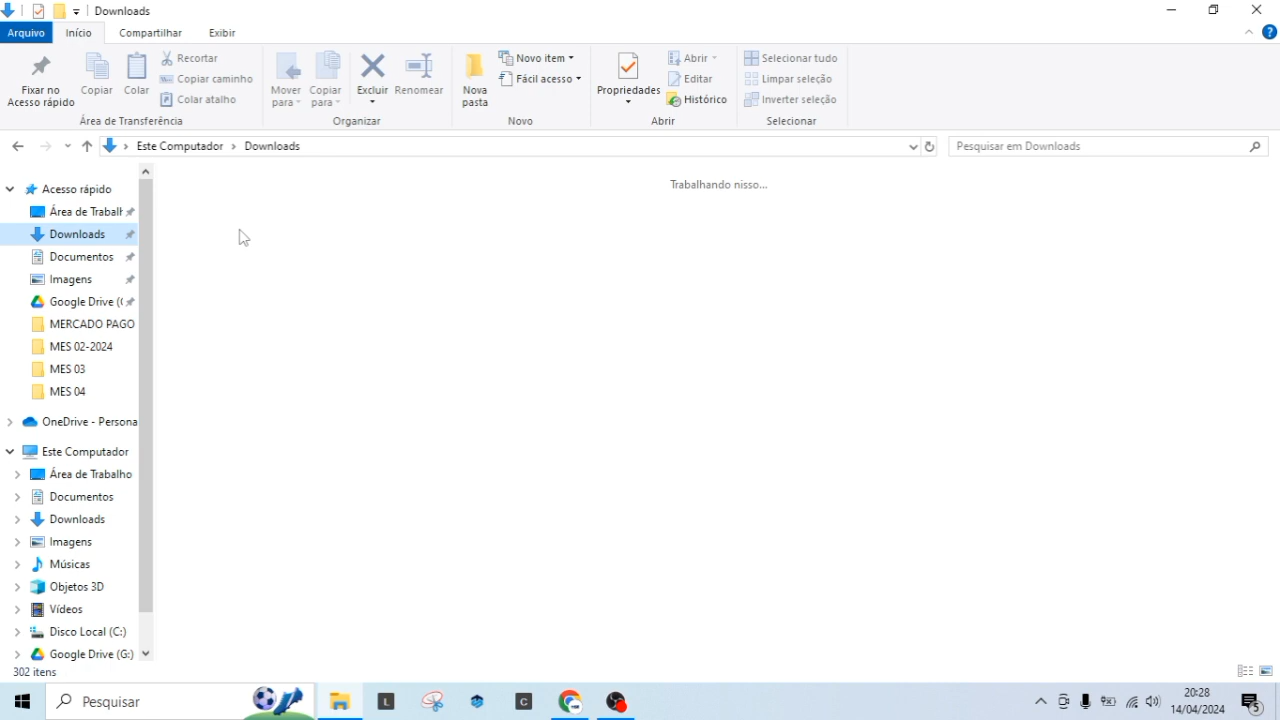 Downloads
Arquivo Início Compartilhar Exibir
Fixar no Acesso rápido
Copiar
Colar
Recortar
Copiar caminho
Colar atalho
Área de Transferência
Mover para
Copiar para
Excluir
Renomear
Organizar
Nova pasta
Novo item
Fácil acesso
Novo
Propriedades
Abrir
Editar
Histórico
Abrir
Selecionar tudo
Limpar seleção
Inverter seleção
Selecionar
Este Computador > Downloads
Pesquisar em Downloads
Trabalhando nisso...
Acesso rápido
Área de Trabalh
Downloads
Documentos
Imagens
Google Drive (
MERCADO PAGO
MES 02-2024
MES 03
MES 04
OneDrive - Persona
Este Computador
Área de Trabalho
Documentos
Downloads
Imagens
Músicas
Objetos 3D
Vídeos
Disco Local (C:)
Google Drive (G:)
302 itens
Pesquisar
L
C
20:28
14/04/2024
5